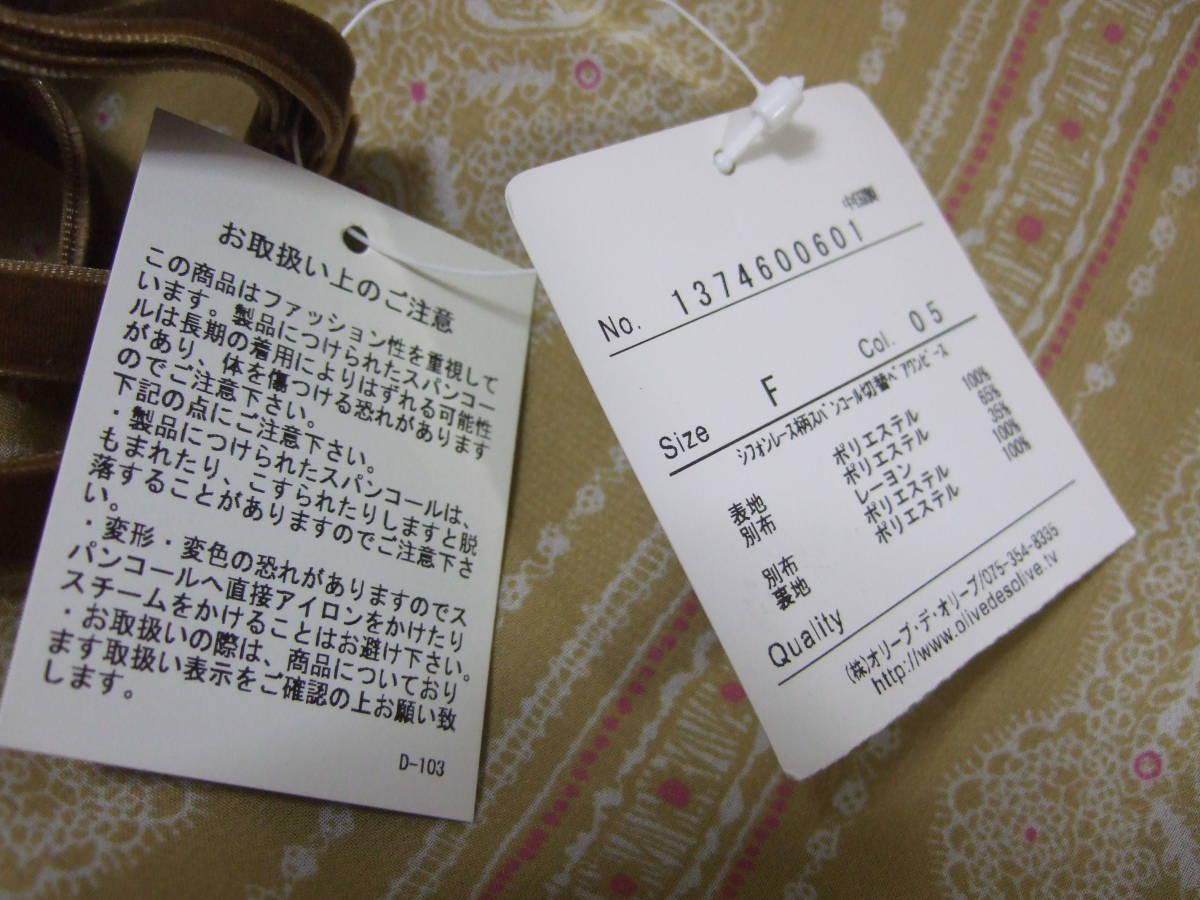 お取扱い上のご注意
この商品はファッション性を重視して
います。製品につけられたスパンコー
ルは長期の着用によりはずれる可能性
があり、体を傷つける恐れがあります
のでご注意下さい。
下記の点にご注意下さい。
・製品につけられたスパンコールは、
もまれたり、こすられたりしますと脱
落することがありますのでご注意下さ
い。
・変形・変色の恐れがありますのでス
パンコールへ直接アイロンをかけたり
スチームをかけることはお避け下さい。
・お取扱いの際は、商品についており
ます取扱い表示をご確認の上お願い致
します。
D-103
中国製
No. 1374600601
Col. 05
Size F
シフォンレース柄スパンコール切替ベアワンピース
表地 ポリエステル 100%
別布 ポリエステル 65%
レーヨン 35%
別布 ポリエステル 100%
裏地 ポリエステル 100%
Quality
(株)オリーブ・デ・オリーブ/075-354-8335
http://www.olivedesolive.tv